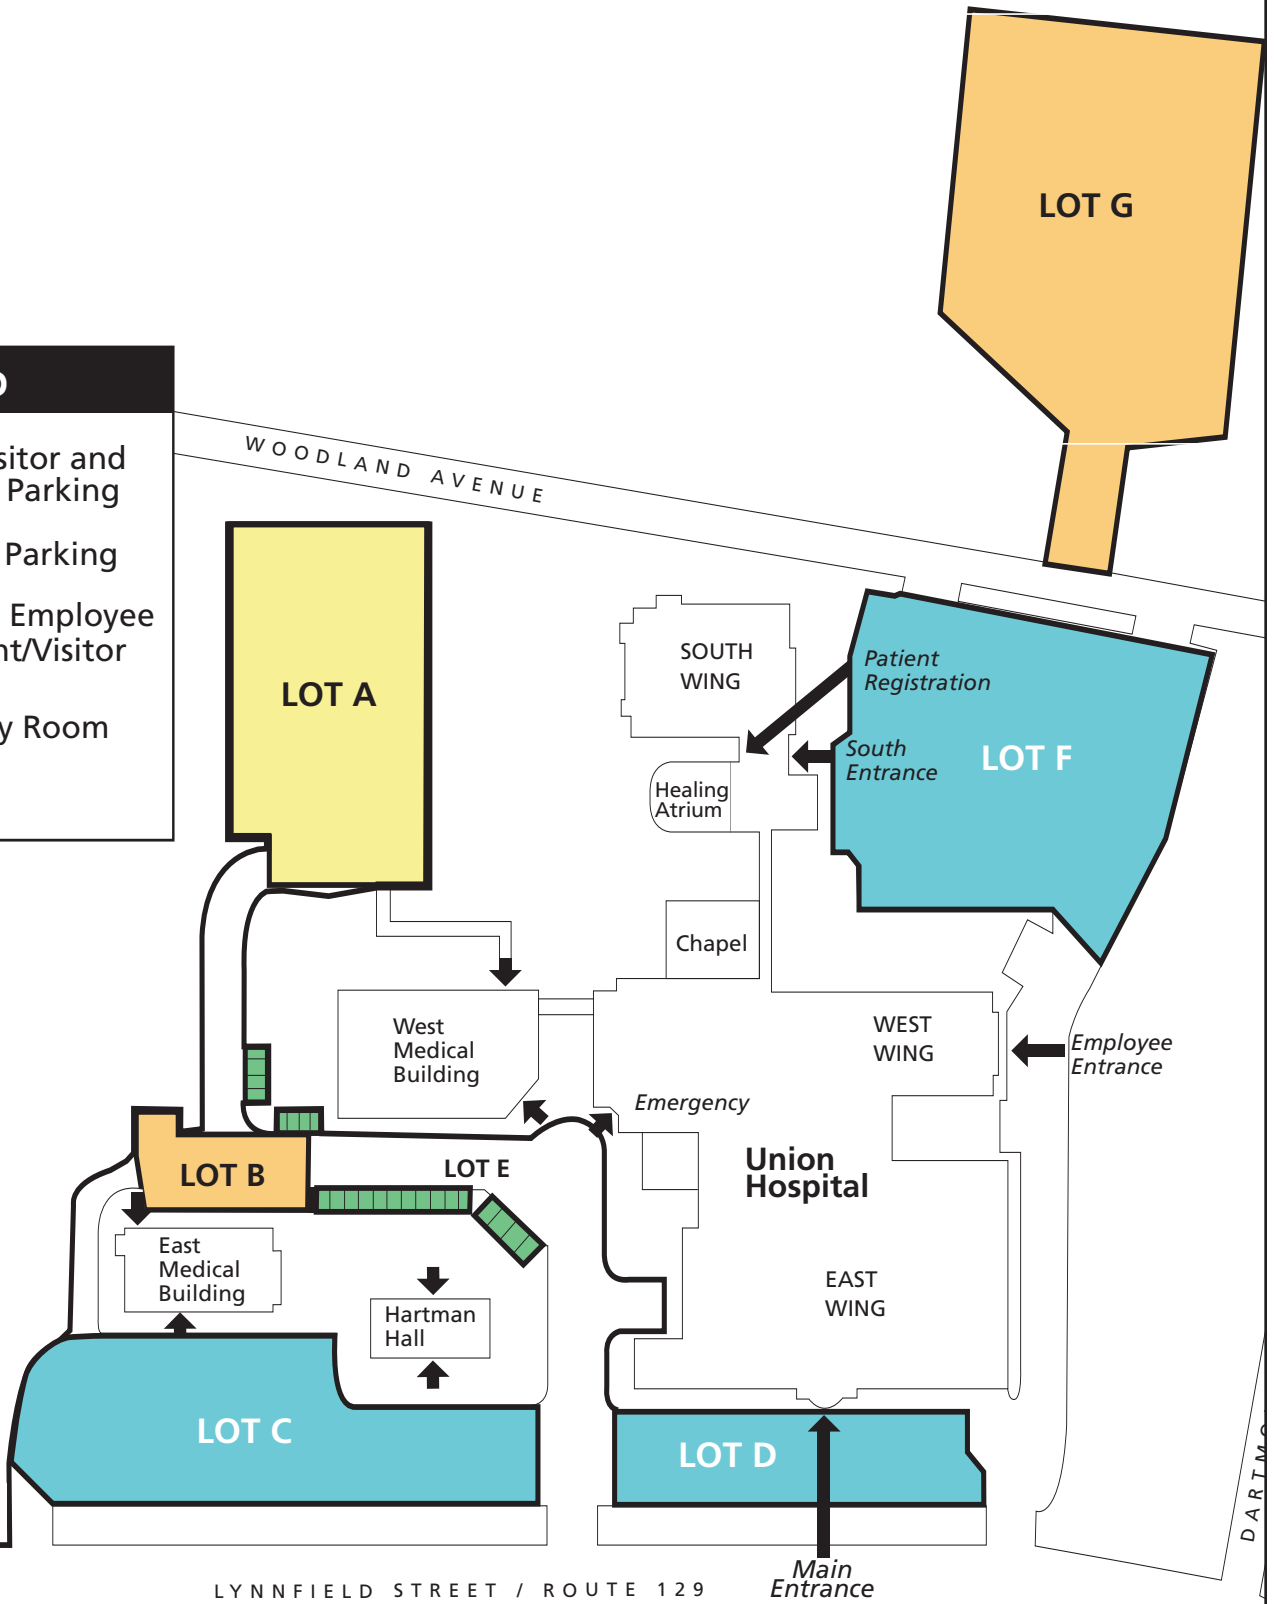 LOT G
sitor and
Parking
Parking
Employee
nt/Visitor
y Room
WOODLAND AVENUE
LOT A
SOUTH
WING
Patient
Registration
South
Entrance
LOT F
Healing
Atrium
Chapel
West
Medical
Building
WEST
WING
Employee
Entrance
Emergency
Union
Hospital
LOT B
LOT E
East
Medical
Building
Hartman
Hall
EAST
WING
LOT C
LOT D
Main
Entrance
LYNNFIELD STREET / ROUTE 129
DARTMO